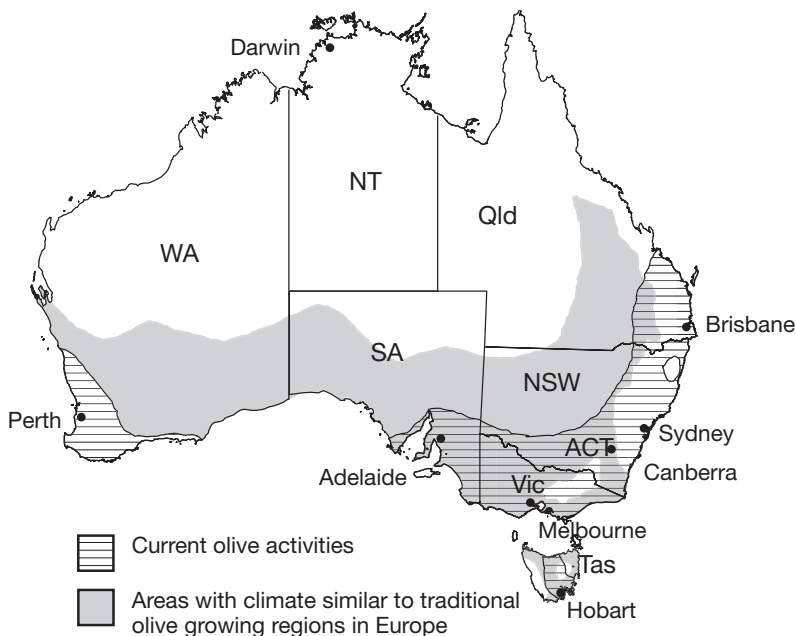 Darwin
NT
Qld
WA
Brisbane
SA
NSW
Perth
Sydney
ACT
Adelaide
Canberra
Vic
Melbourne
Tas
Hobart
Current olive activities
Areas with climate similar to traditional
olive growing regions in Europe